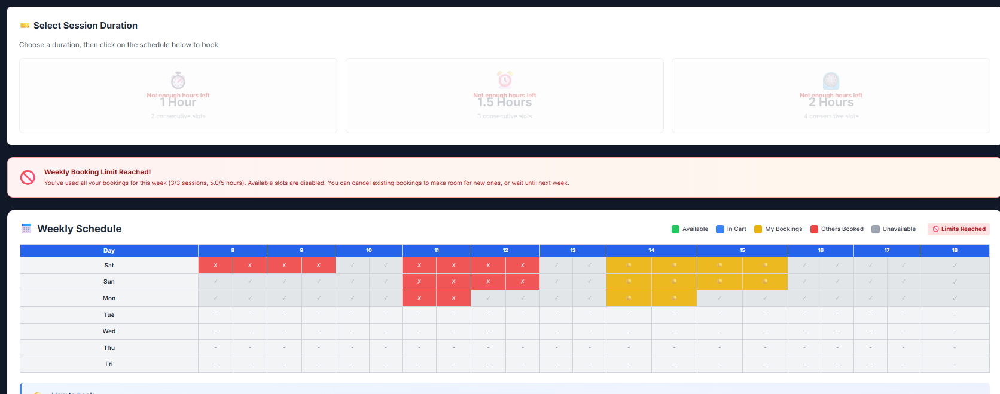 Select Session Duration
Choose a duration, then click on the schedule below to book
Not enough hours left
1 Hour
2 consecutive slots
Not enough hours left
1.5 Hours
3 consecutive slots
Not enough hours left
2 Hours
4 consecutive slots
Weekly Booking Limit Reached!
You've used all your bookings for this week (3/3 sessions, 5.0/5 hours). Available slots are disabled. You can cancel existing bookings to make room for new ones, or wait until next week.
Weekly Schedule
Available In Cart My Bookings Others Booked Unavailable Limits Reached
Day 8 9 10 11 12 13 14 15 16 17 18
Sat ✗ ✗ ✗ ✗ ✓ ✓ ✗ ✗ ✗ ✗ ✓ ✓ ✓ ✓ ✓ ✓ ✓
Sun ✓ ✓ ✓ ✓ ✓ ✓ ✗ ✗ ✗ ✗ ✓ ✓ ✓ ✓ ✓ ✓ ✓
Mon ✓ ✓ ✓ ✓ ✓ ✓ ✗ ✗ ✓ ✓ ✓ ✓ ✓ ✓ ✓ ✓ ✓ ✓ ✓
Tue - - - - - - - - - - - - - - - - - - - - -
Wed - - - - - - - - - - - - - - - - - - - - -
Thu - - - - - - - - - - - - - - - - - - - - -
Fri - - - - - - - - - - - - - - - - - - - - -